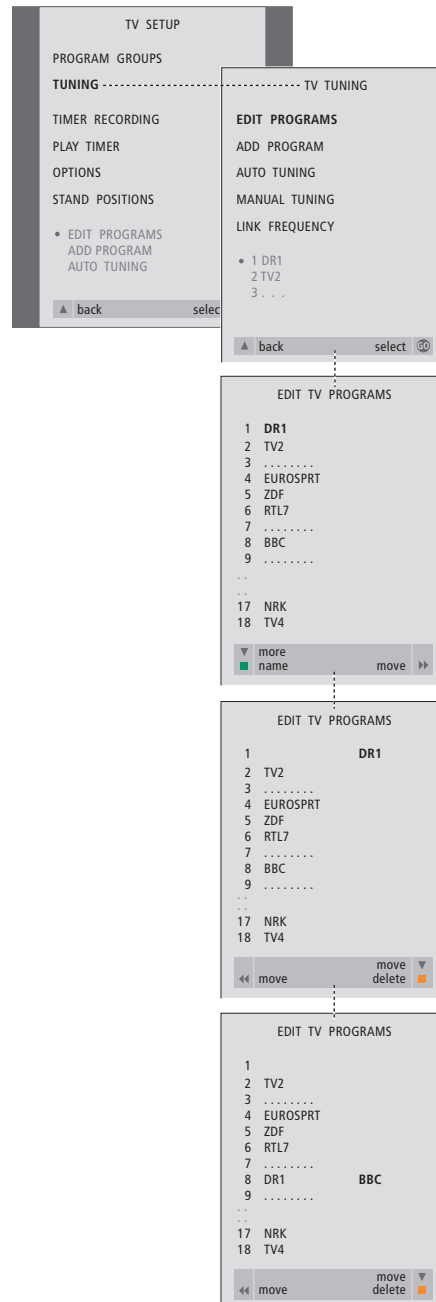 TV SETUP
PROGRAM GROUPS
TUNING
TIMER RECORDING
PLAY TIMER
OPTIONS
STAND POSITIONS
• EDIT PROGRAMS
ADD PROGRAM
AUTO TUNING
▲ back selec
TV TUNING
EDIT PROGRAMS
ADD PROGRAM
AUTO TUNING
MANUAL TUNING
LINK FREQUENCY
• 1 DR1
2 TV2
3 . . .
▲ back select GO
EDIT TV PROGRAMS
1 DR1
2 TV2
3 ........
4 EUROSPRT
5 ZDF
6 RTL7
7 ........
8 BBC
9 ........
. .
. .
17 NRK
18 TV4
▼ more
name move ▸▸
EDIT TV PROGRAMS
1 DR1
2 TV2
3 ........
4 EUROSPRT
5 ZDF
6 RTL7
7 ........
8 BBC
9 ........
. .
. .
17 NRK
18 TV4
move ▼
◂◂ move delete
EDIT TV PROGRAMS
1
2 TV2
3 ........
4 EUROSPRT
5 ZDF
6 RTL7
7 ........
8 DR1 BBC
9 ........
. .
. .
17 NRK
18 TV4
move ▼
◂◂ move delete